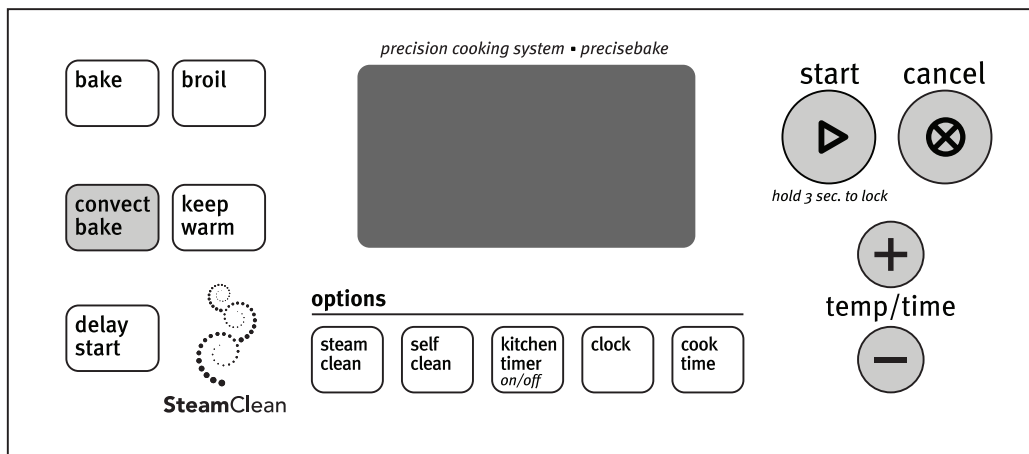 precision cooking system ▪ precisebake
bake
broil
start
cancel
hold 3 sec. to lock
convect
bake
keep
warm
temp/time
delay
start
SteamClean
options
steam
clean
self
clean
kitchen
timer
on/off
clock
cook
time